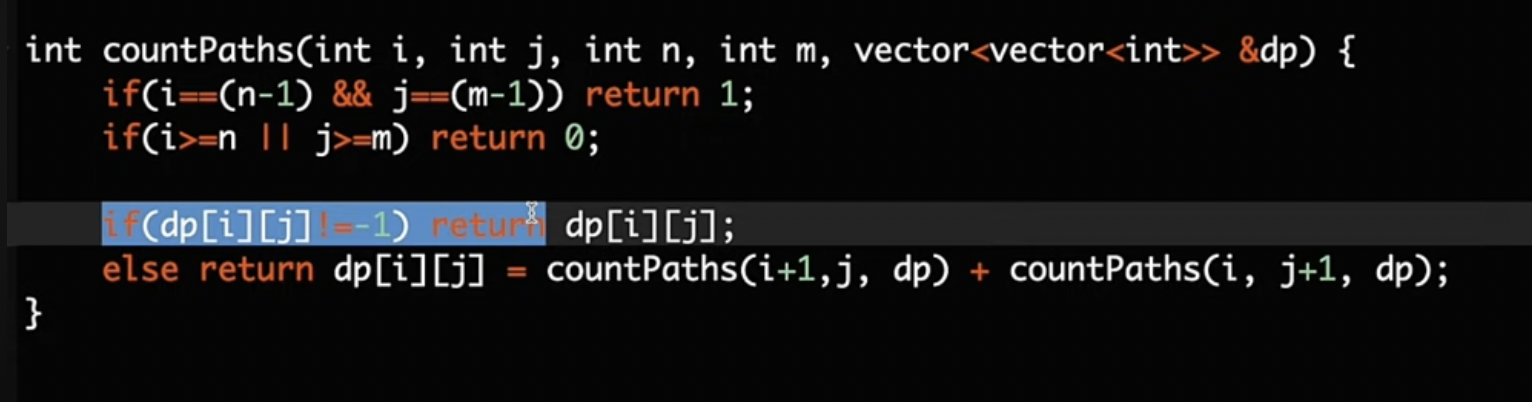 int countPaths(int i, int j, int n, int m, vector<vector<int>> &dp) {
    if(i==(n-1) && j==(m-1)) return 1;
    if(i>=n || j>=m) return 0;

    if(dp[i][j]!=-1) return dp[i][j];
    else return dp[i][j] = countPaths(i+1,j, dp) + countPaths(i, j+1, dp);
}